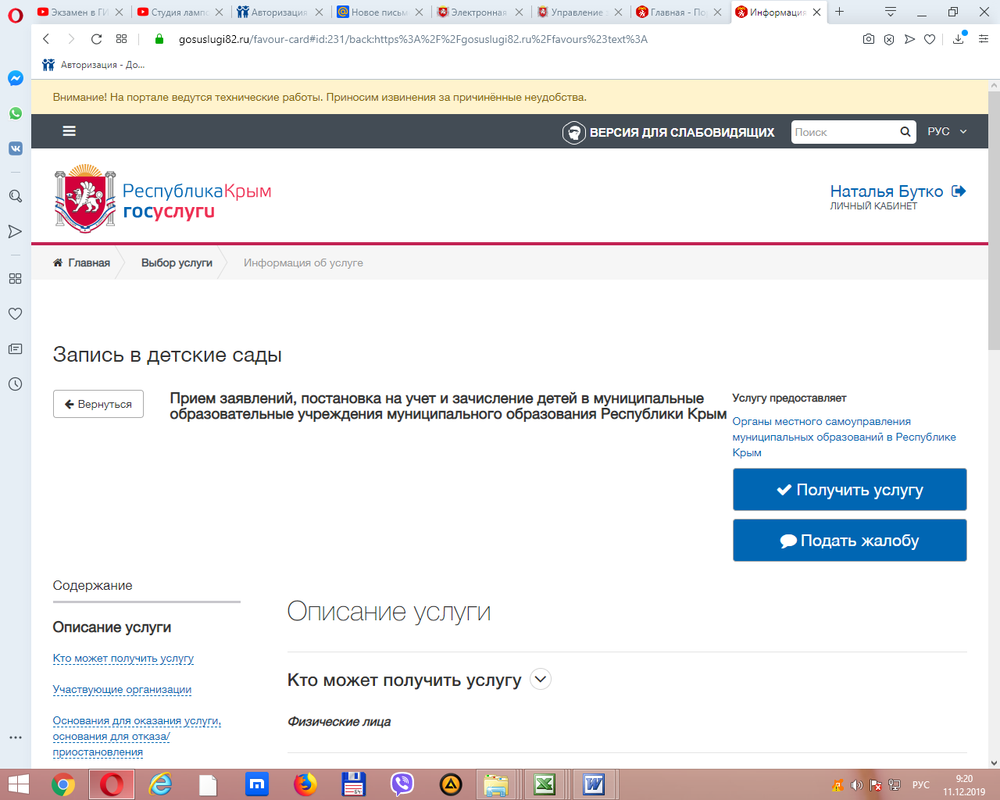 Экзамен в ГИ
Студия лампо
Авторизация
Новое письм
Электронная
Управление з
Главная - По
Информация
gosuslugi82.ru/favour-card#id:231/back:https%3A%2F%2Fgosuslugi82.ru%2Ffavours%23text%3A
Авторизация - До...
Внимание! На портале ведутся технические работы. Приносим извинения за причинённые неудобства.
ВЕРСИЯ ДЛЯ СЛАБОВИДЯЩИХ
Поиск
РУС
РеспубликаКрым
госуслуги
Наталья Бутко
ЛИЧНЫЙ КАБИНЕТ
Главная
Выбор услуги
Информация об услуге
Запись в детские сады
Вернуться
Прием заявлений, постановка на учет и зачисление детей в муниципальные
образовательные учреждения муниципального образования Республики Крым
Услугу предоставляет
Органы местного самоуправления
муниципальных образований в Республике
Крым
Получить услугу
Подать жалобу
Содержание
Описание услуги
Кто может получить услугу
Участвующие организации
Основания для оказания услуги,
основания для отказа/
приостановления
Описание услуги
Кто может получить услугу
Физические лица
64
РУС
9:20
11.12.2019